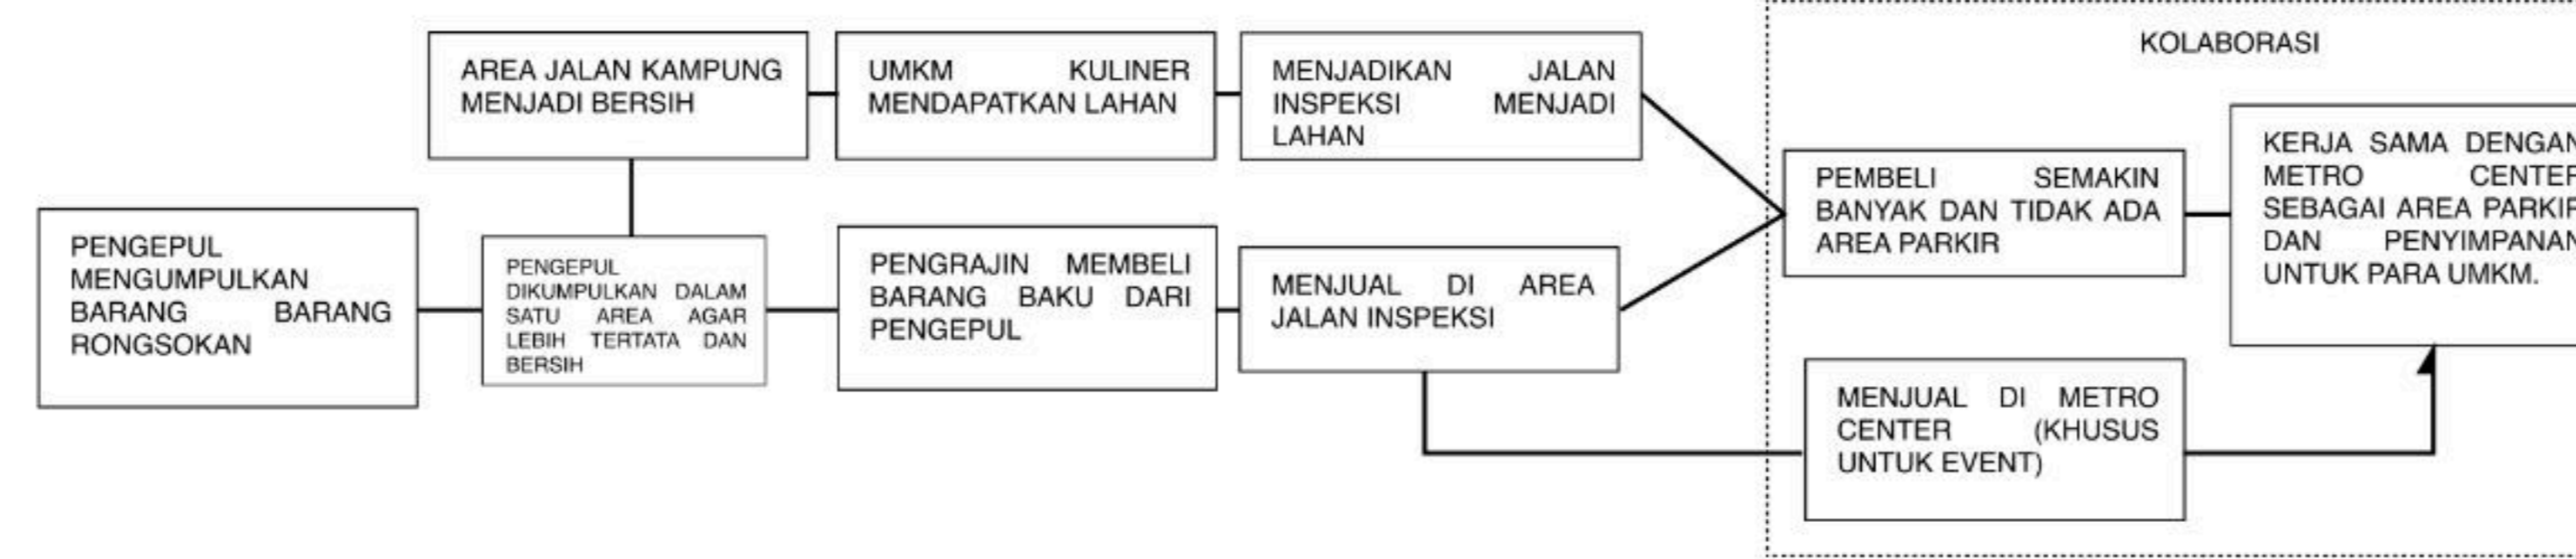 KOLABORASI
AREA JALAN KAMPUNG
MENJADI BERSIH
UMKM KULINER
MENDAPATKAN LAHAN
MENJADIKAN JALAN
INSPEKSI MENJADI
LAHAN
PENGEPUL
MENGUMPULKAN
BARANG BARANG
RONGSOKAN
PENGEPUL
DIKUMPULKAN DALAM
SATU AREA AGAR
LEBIH TERTATA DAN
BERSIH
PENGRAJIN MEMBELI
BARANG BAKU DARI
PENGEPUL
MENJUAL DI AREA
JALAN INSPEKSI
PEMBELI SEMAKIN
BANYAK DAN TIDAK ADA
AREA PARKIR
KERJA SAMA DENGAN
METRO CENTER
SEBAGAI AREA PARKIR
DAN PENYIMPANAN
UNTUK PARA UMKM.
MENJUAL DI METRO
CENTER (KHUSUS
UNTUK EVENT)